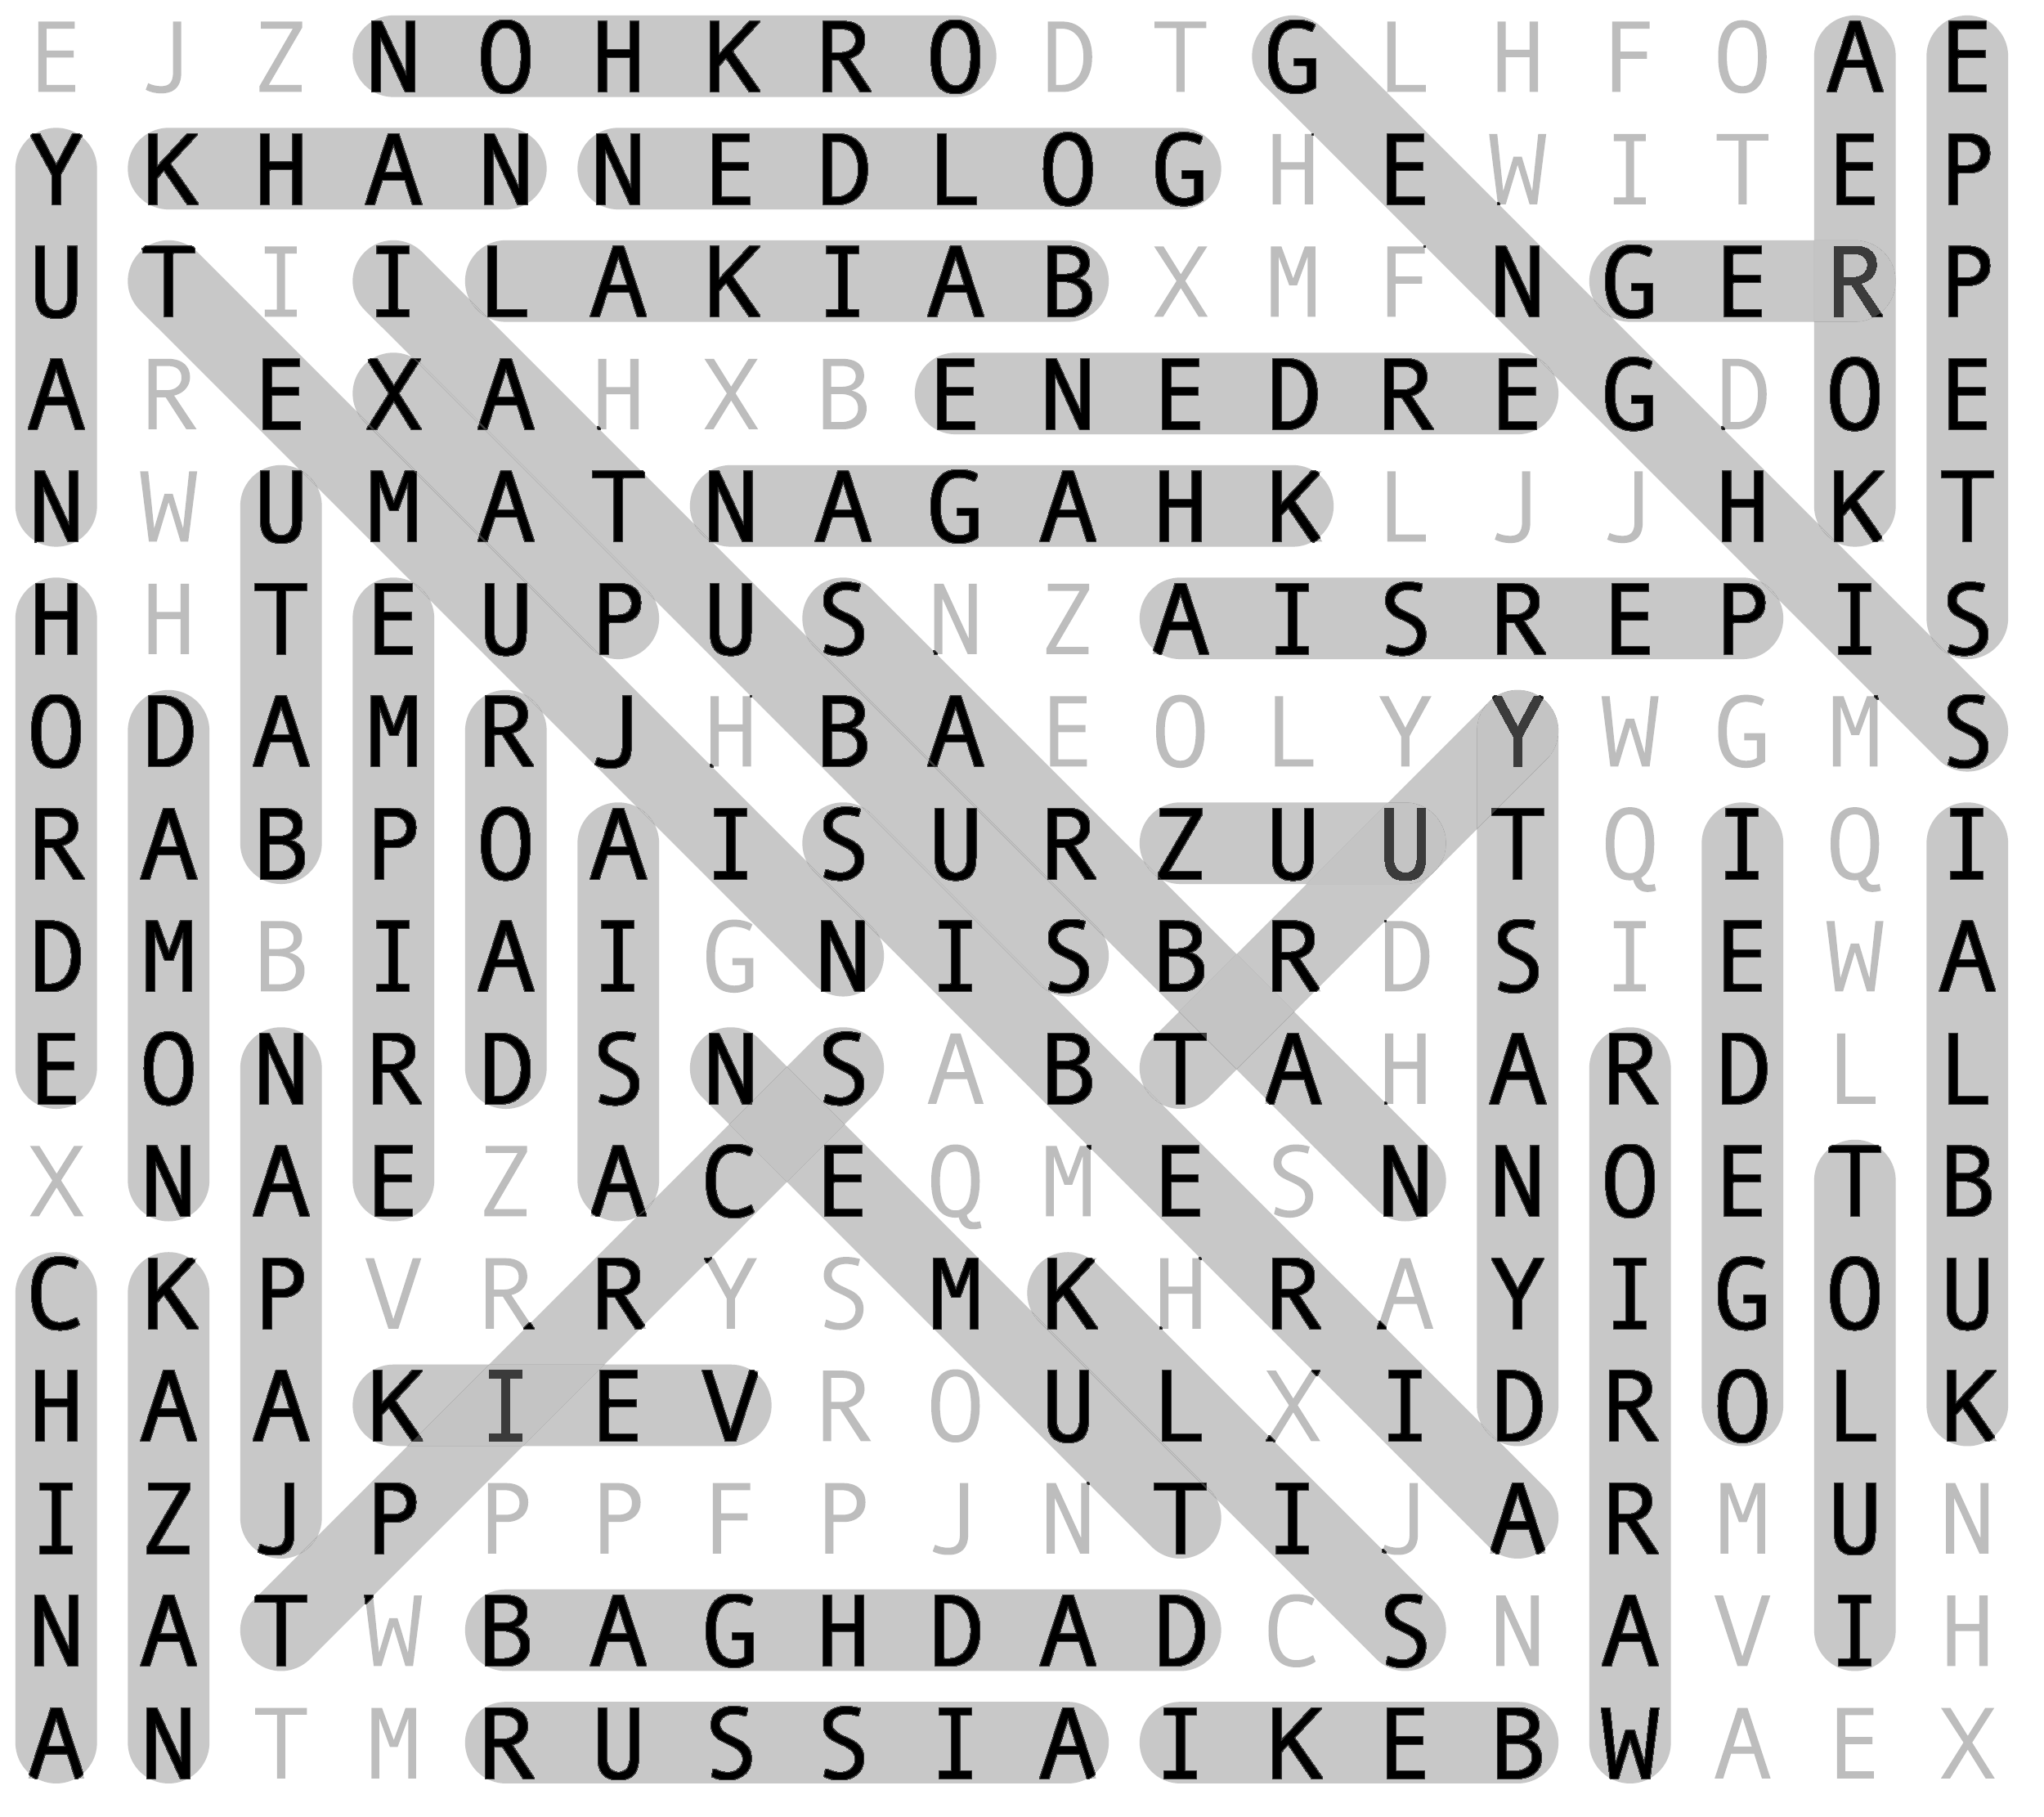 E J Z N O H K R O D T G L H F O A E
Y K H A N N E D L O G H E W I T E P
U T I I L A K I A B X M F N G E R P
A R E X A H X B E N E D R E G D O E
N W U M A T N A G A H K L J J H K T
H H T E U P U S N Z A I S R E P I S
O D A M R J H B A E O L Y Y W G M S
R A B P O A I S U R Z U U T Q I Q I
D M B I A I G N I S B R D S I E W A
E O N R D S N S A B T A H A R D L L
X N A E Z A C E Q M E S N N O E T B
C K P V R R Y S M K H R A Y I G O U
H A A K I E V R O U L X I D R O L K
I Z J P P P F P J N T I J A R M U N
N A T W B A G H D A D C S N A V I H
A N T M R U S S I A I K E B W A E X